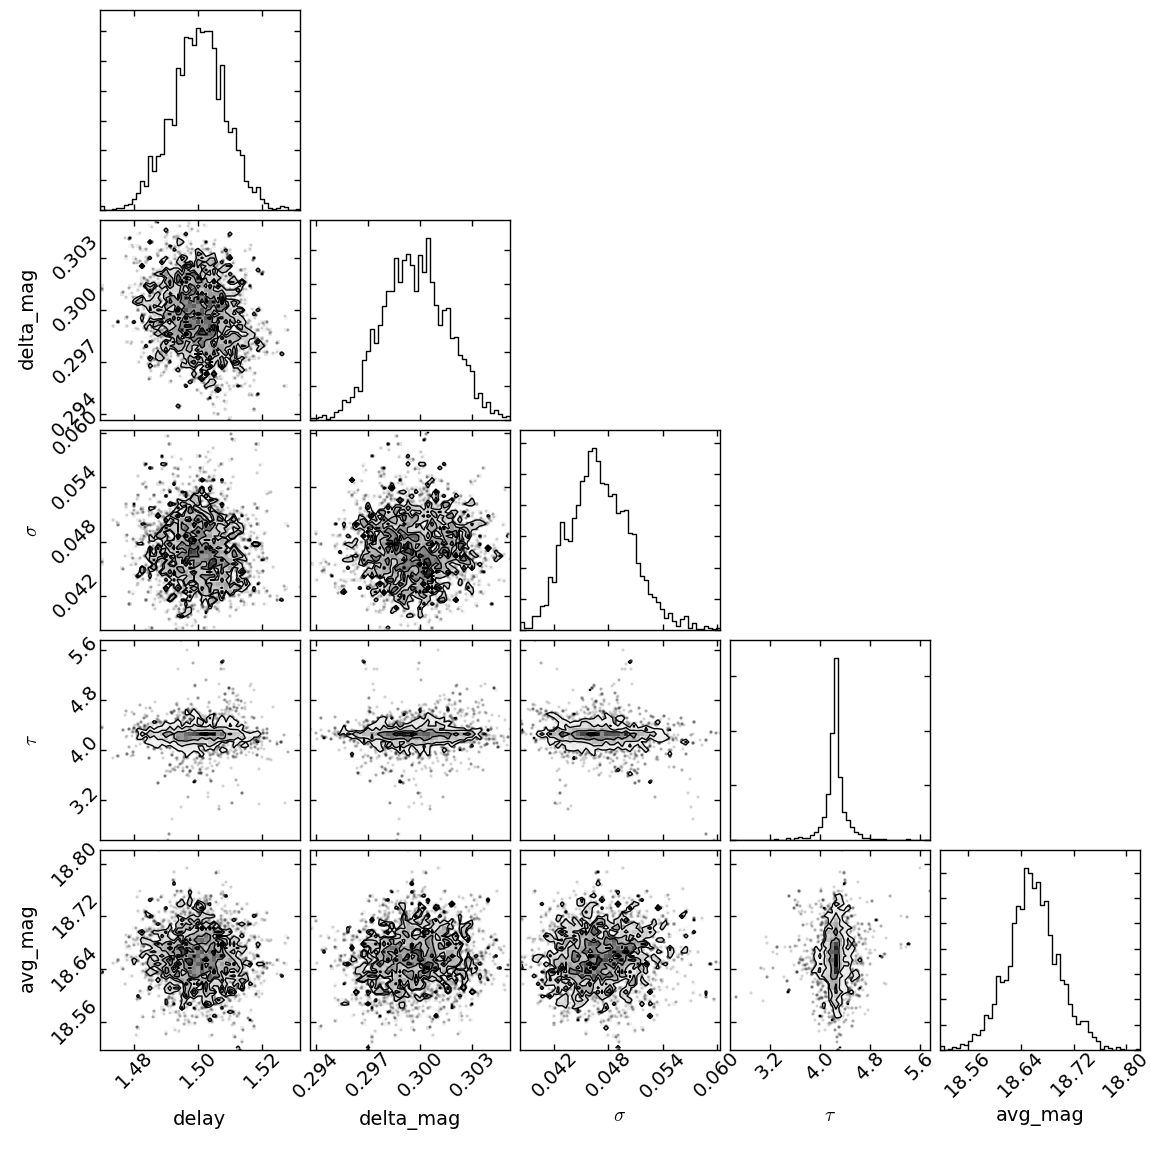 0.303
0.300
0.297
0.294
delta_mag
0.060
0.054
0.048
0.042
σ
5.6
4.8
4.0
3.2
τ
18.80
18.72
18.64
18.56
avg_mag
1.48 1.50 1.52
0.294 0.297 0.300 0.303
0.042 0.048 0.054 0.060
3.2 4.0 4.8 5.6
18.56 18.64 18.72 18.80
delay delta_mag σ τ avg_mag